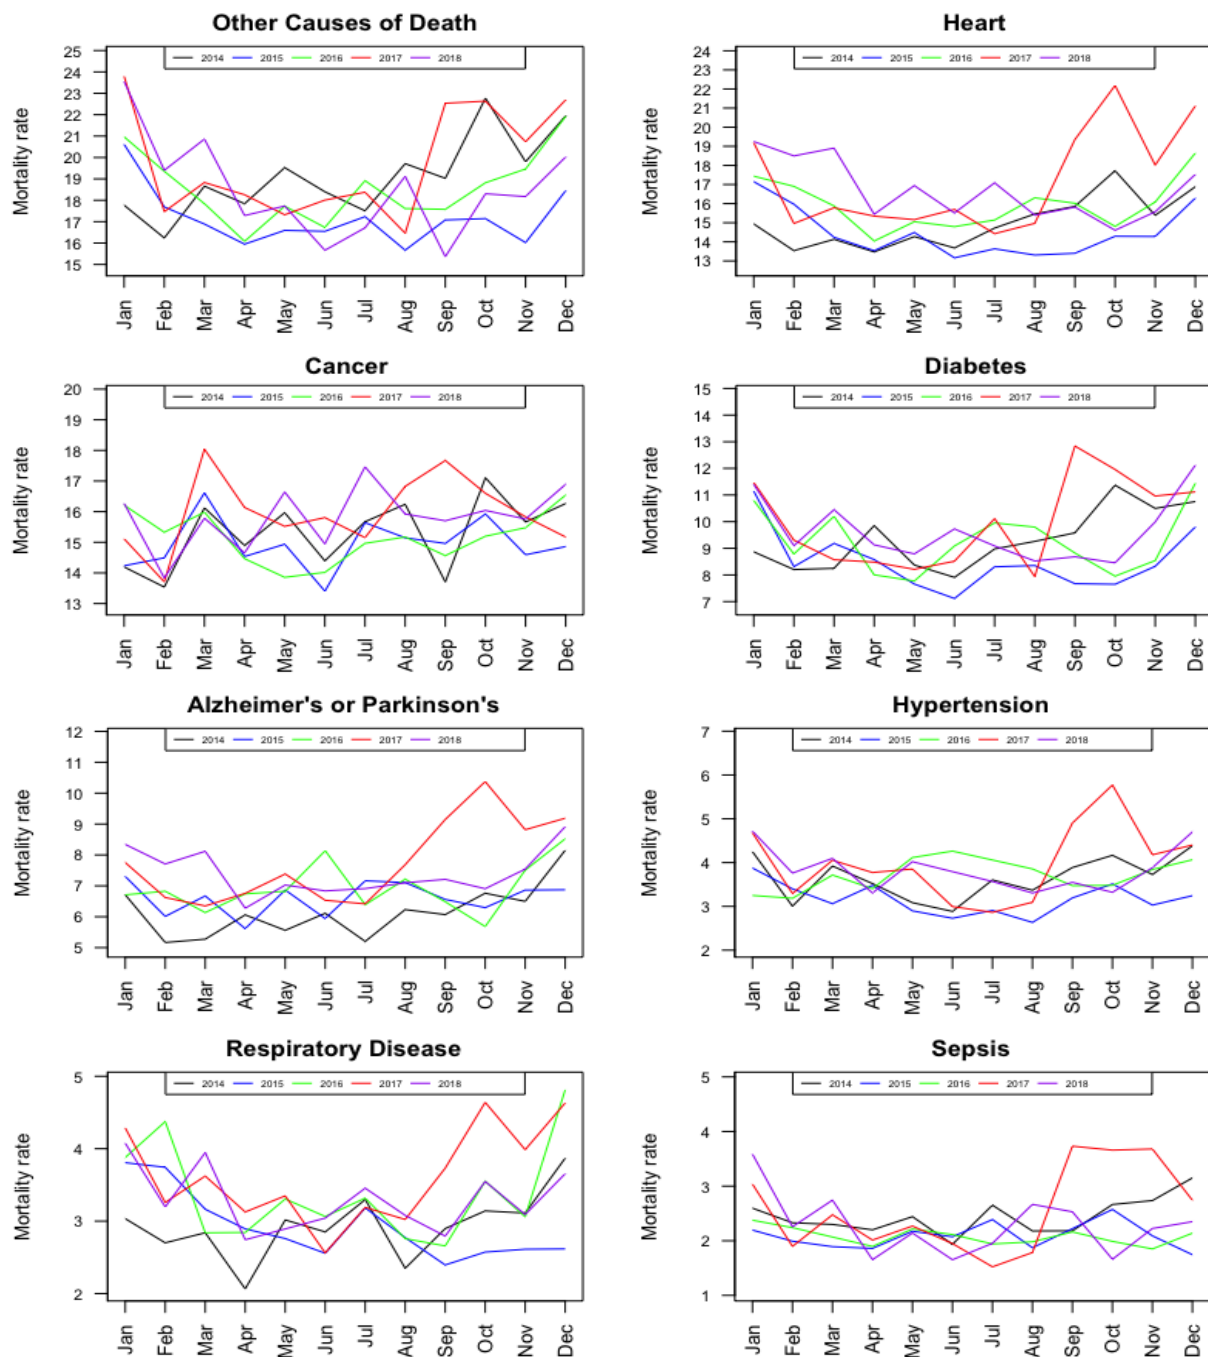 Other Causes of Death
Mortality rate
25
24
23
22
21
20
19
18
17
16
15
2014 2015 2016 2017 2018
Jan Feb Mar Apr May Jun Jul Aug Sep Oct Nov Dec
Heart
Mortality rate
24
23
22
21
20
19
18
17
16
15
14
13
2014 2015 2016 2017 2018
Jan Feb Mar Apr May Jun Jul Aug Sep Oct Nov Dec
Cancer
Mortality rate
20
19
18
17
16
15
14
13
2014 2015 2016 2017 2018
Jan Feb Mar Apr May Jun Jul Aug Sep Oct Nov Dec
Diabetes
Mortality rate
15
14
13
12
11
10
9
8
7
2014 2015 2016 2017 2018
Jan Feb Mar Apr May Jun Jul Aug Sep Oct Nov Dec
Alzheimer's or Parkinson's
Mortality rate
12
11
10
9
8
7
6
5
2014 2015 2016 2017 2018
Jan Feb Mar Apr May Jun Jul Aug Sep Oct Nov Dec
Hypertension
Mortality rate
7
6
5
4
3
2
2014 2015 2016 2017 2018
Jan Feb Mar Apr May Jun Jul Aug Sep Oct Nov Dec
Respiratory Disease
Mortality rate
5
4
3
2
2014 2015 2016 2017 2018
Jan Feb Mar Apr May Jun Jul Aug Sep Oct Nov Dec
Sepsis
Mortality rate
5
4
3
2
1
2014 2015 2016 2017 2018
Jan Feb Mar Apr May Jun Jul Aug Sep Oct Nov Dec